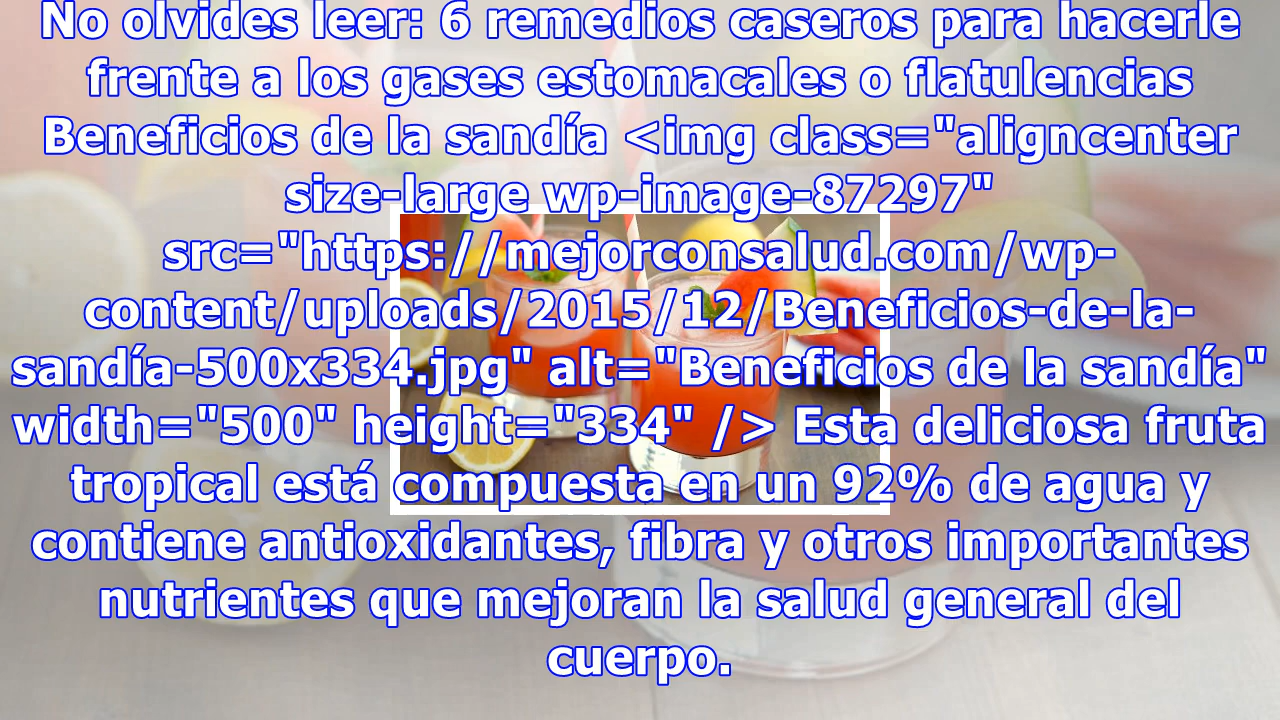 No olvides leer: 6 remedios caseros para hacerle
frente a los gases estomacales o flatulencias
Beneficios de la sandía <img class="aligncenter
size-large wp-image-87297"
src="https://mejorconsalud.com/wp-
content/uploads/2015/12/Beneficios-de-la-
sandía-500x334.jpg" alt="Beneficios de la sandía"
width="500" height="334" /> Esta deliciosa fruta
tropical está compuesta en un 92% de agua y
contiene antioxidantes, fibra y otros importantes
nutrientes que mejoran la salud general del
cuerpo.